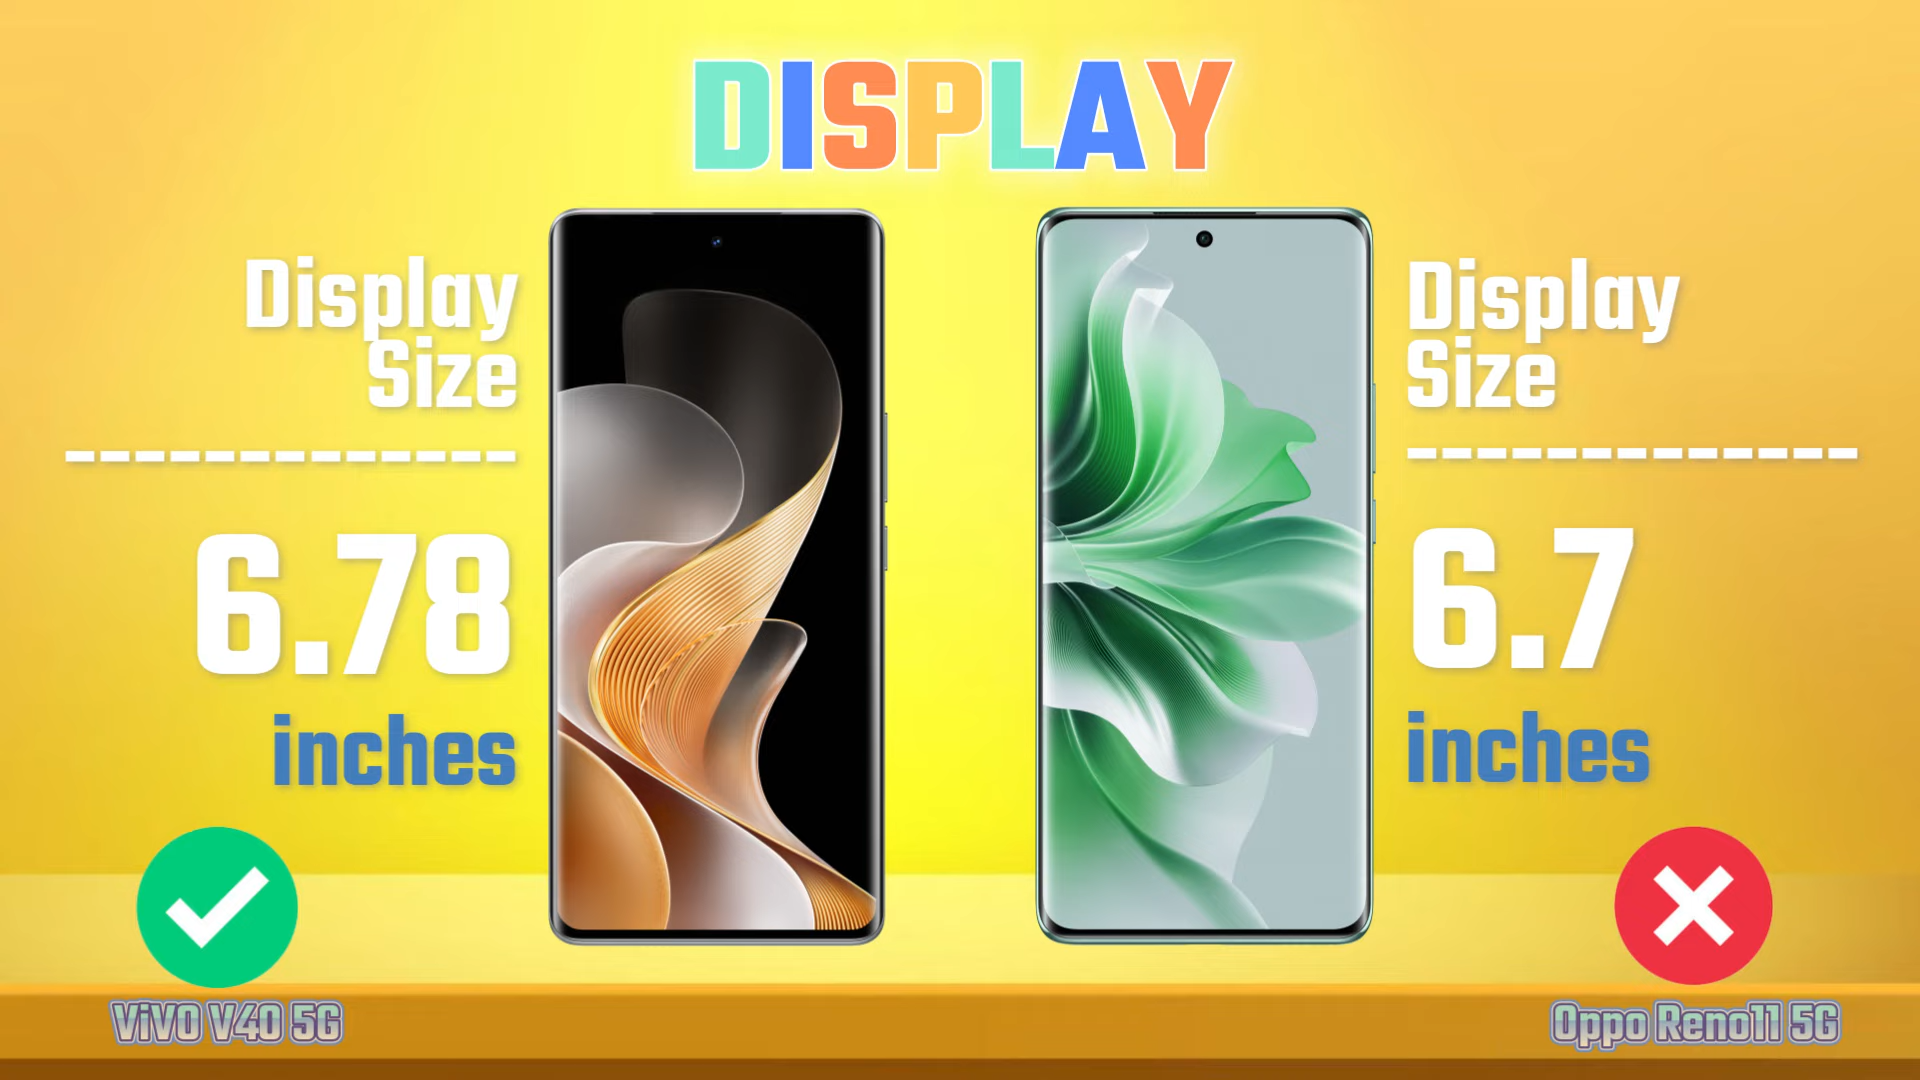 DISPLAY
Display
Size
-------------
6.78
inches
Display
Size
-------------
6.7
inches
ViVO V40 5G
Oppo Reno11 5G